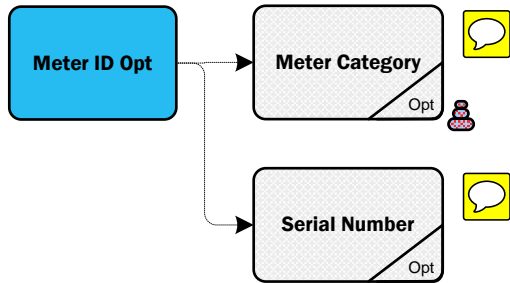 Meter ID Opt
Meter Category
Opt
Serial Number
Opt